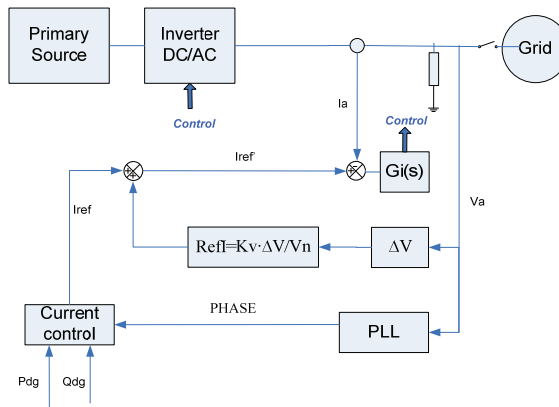 Primary
Source
Inverter
DC/AC
Grid
Control
Ia
Control
Iref'
Gi(s)
Iref
Va
RefI=Kv·ΔV/Vn
ΔV
PHASE
Current
control
PLL
Pdg
Qdg